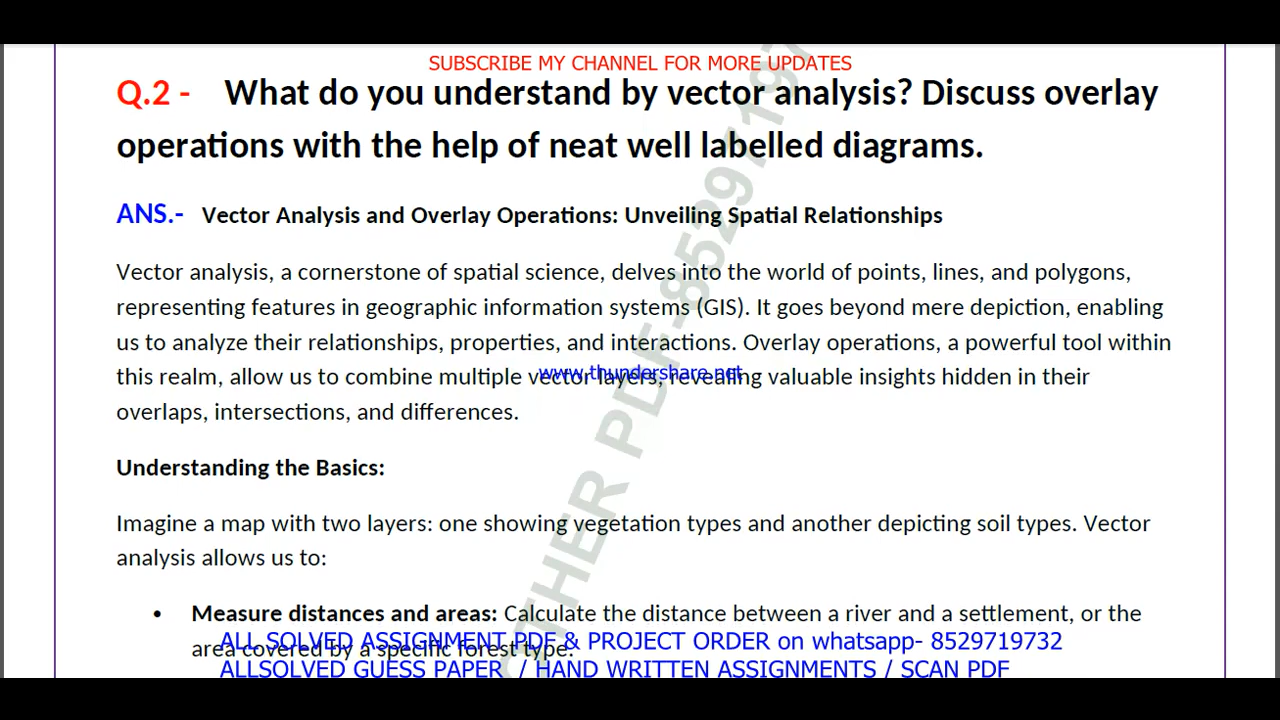 SUBSCRIBE MY CHANNEL FOR MORE UPDATES
Q.2 - What do you understand by vector analysis? Discuss overlay
operations with the help of neat well labelled diagrams.
ANS.- Vector Analysis and Overlay Operations: Unveiling Spatial Relationships
Vector analysis, a cornerstone of spatial science, delves into the world of points, lines, and polygons,
representing features in geographic information systems (GIS). It goes beyond mere depiction, enabling
us to analyze their relationships, properties, and interactions. Overlay operations, a powerful tool within
this realm, allow us to combine multiple vector layers, revealing valuable insights hidden in their
www.thundershare.net
overlaps, intersections, and differences.
Understanding the Basics:
Imagine a map with two layers: one showing vegetation types and another depicting soil types. Vector
analysis allows us to:
• Measure distances and areas: Calculate the distance between a river and a settlement, or the
area covered by a specific forest type.
ALL SOLVED ASSIGNMENT PDF & PROJECT ORDER on whatsapp- 8529719732
ALLSOLVED GUESS PAPER / HAND WRITTEN ASSIGNMENTS / SCAN PDF
PDF-8529719